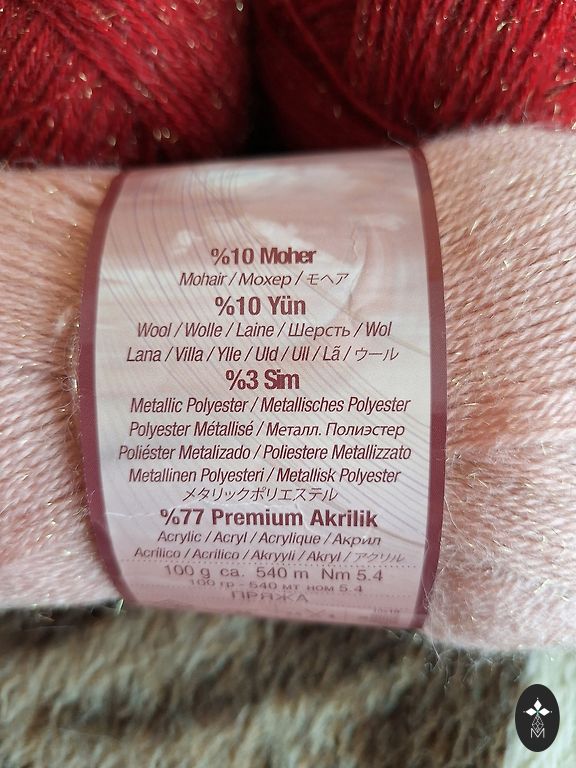 %10 Moher
Mohair / Мохер / モヘア
%10 Yün
Wool / Wolle / Laine / Шерсть / Wol
Lana / Villa / Ylle / Uld / Ull / Lã / ウール
%3 Sim
Metallic Polyester / Metallisches Polyester
Polyester Métallisé / Металл. Полиэстер
Poliéster Metalizado / Poliestere Metallizzato
Metallinen Polyesteri / Metallisk Polyester
メタリックポリエステル
%77 Premium Akrilik
Acrylic / Acryl / Acrylique / Акрил
Acrílico / Acrilico / Akryyli / Akryl / アクリル
100 g ca. 540 m Nm 5.4
100 гр - 540 мт ном 5.4
ПРЯЖА
M